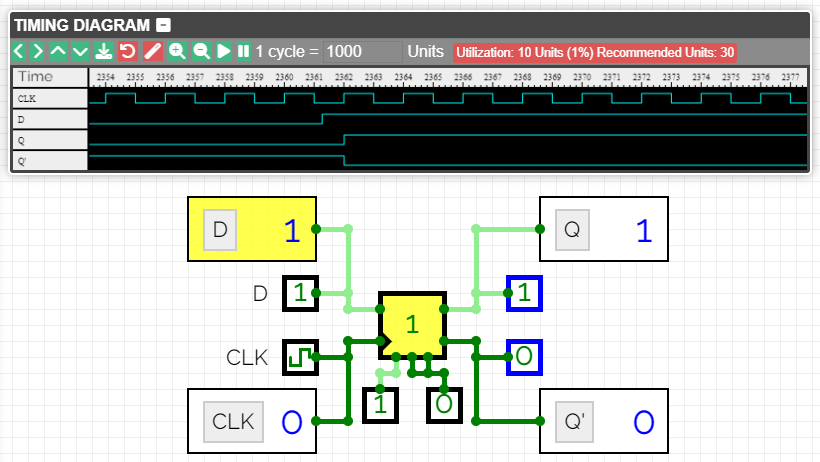 TIMING DIAGRAM
1 cycle = 1000 Units Utilization: 10 Units (1%) Recommended Units: 30
Time 2354 2355 2356 2357 2358 2359 2360 2361 2362 2363 2364 2365 2366 2367 2368 2369 2370 2371 2372 2373 2374 2375 2376 2377
CLK
D
Q
Q'
D 1 Q 1
D 1 1
1
CLK 0
1 0
CLK 0 Q' 0